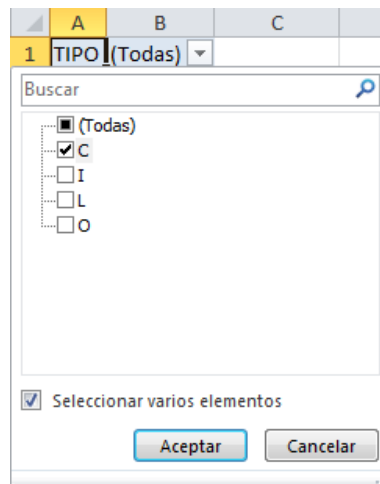 A B C
1 TIPO (Todas)
Buscar
(Todas)
C
I
L
O
Seleccionar varios elementos
Aceptar Cancelar